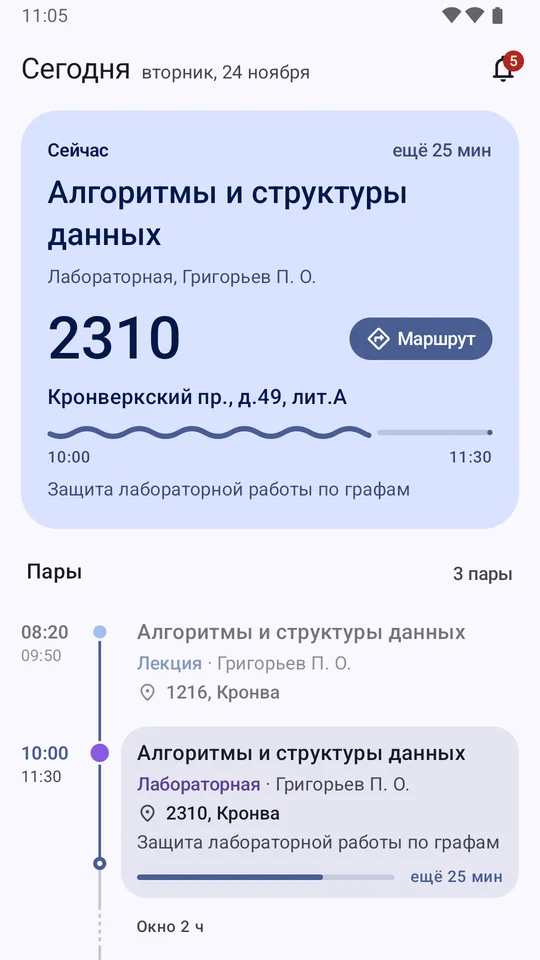 11:05
Сегодня вторник, 24 ноября
5
Сейчас ещё 25 мин
Алгоритмы и структуры
данных
Лабораторная, Григорьев П. О.
2310 Маршрут
Кронверкский пр., д.49, лит.А
10:00 11:30
Защита лабораторной работы по графам
Пары 3 пары
08:20 Алгоритмы и структуры данных
09:50 Лекция · Григорьев П. О.
1216, Кронва
10:00 Алгоритмы и структуры данных
11:30 Лабораторная · Григорьев П. О.
2310, Кронва
Защита лабораторной работы по графам
ещё 25 мин
Окно 2 ч